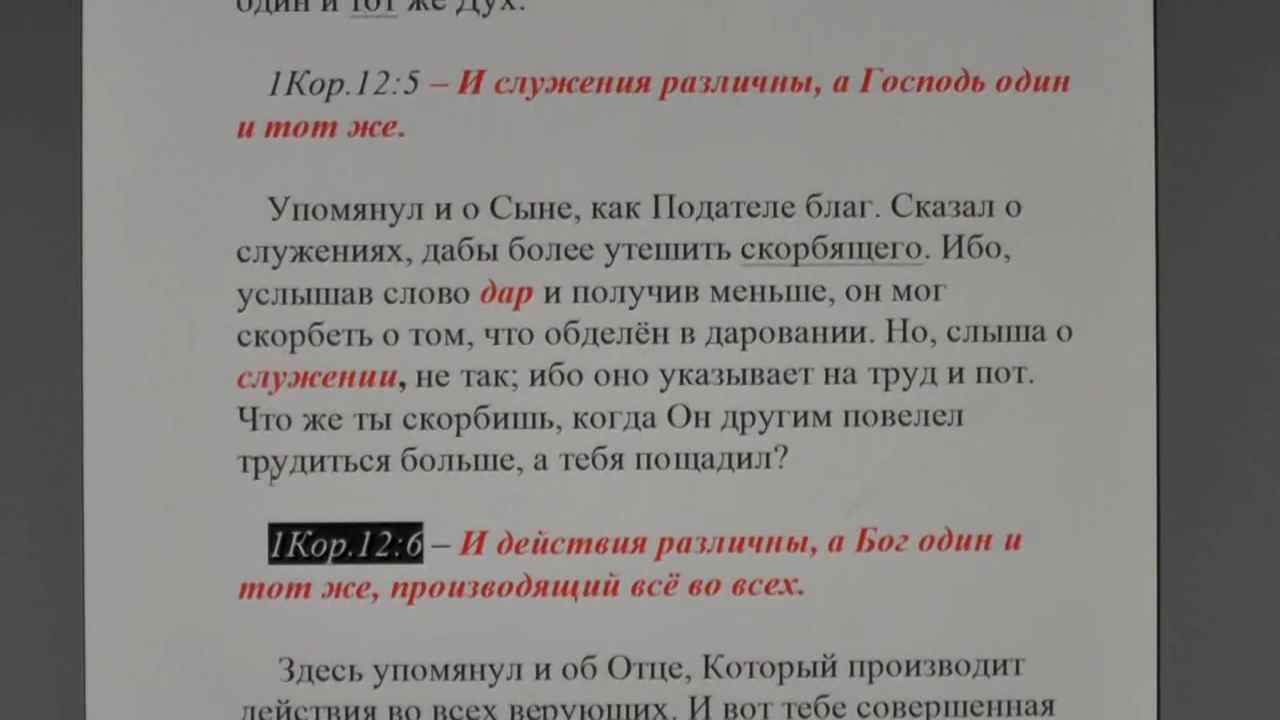 один и тот же Дух.
1Кор.12:5 – И служения различны, а Господь один
и тот же.
Упомянул и о Сыне, как Подателе благ. Сказал о
служениях, дабы более утешить скорбящего. Ибо,
услышав слово дар и получив меньше, он мог
скорбеть о том, что обделён в даровании. Но, слыша о
служении, не так; ибо оно указывает на труд и пот.
Что же ты скорбишь, когда Он другим повелел
трудиться больше, а тебя пощадил?
1Кор.12:6 – И действия различны, а Бог один и
тот же, производящий всё во всех.
Здесь упомянул и об Отце, Который производит
действия во всех верующих. И вот тебе совершенная